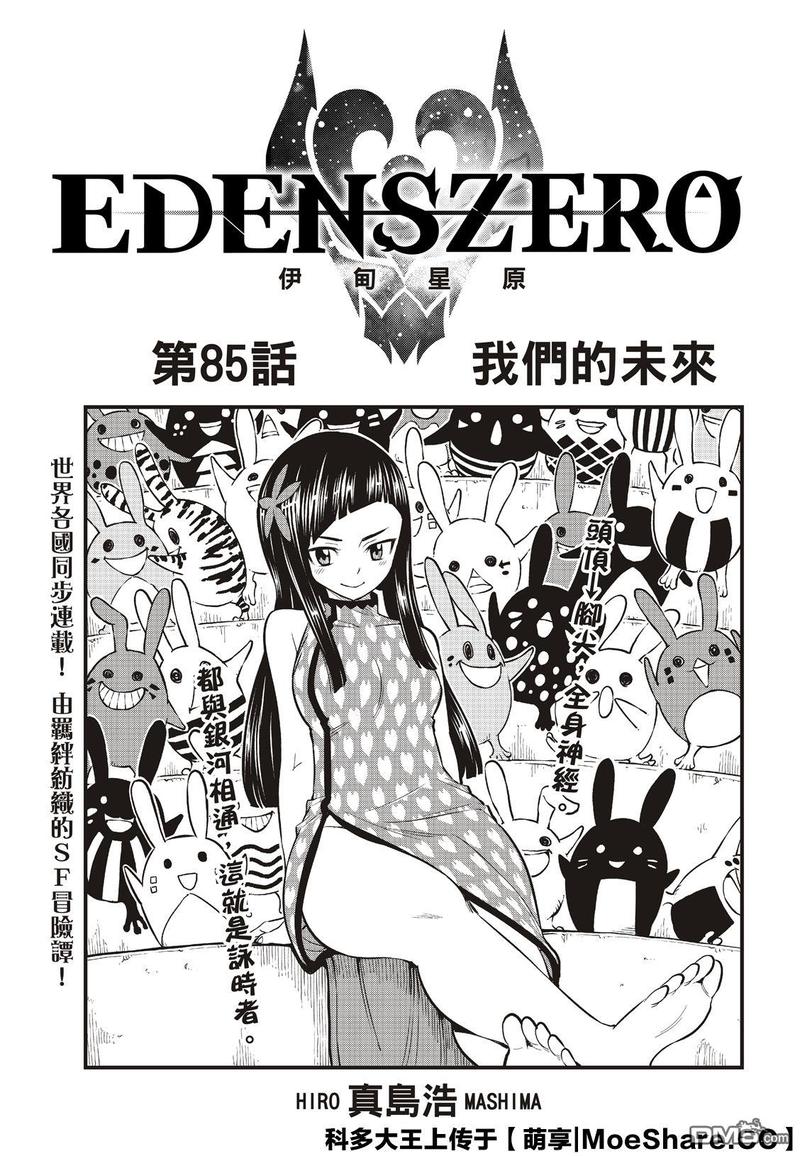 EDENSZERO
伊甸星原
第85話
我們的未來
世界各國同步連載！由羈絆紡織的SF冒險譚！
頭頂→腳尖，全身神經。
都與銀河相通，這就是詠時者。
HIRO 真島浩 MASHIMA
科多大王上传于【萌享|MoeShare.CC】